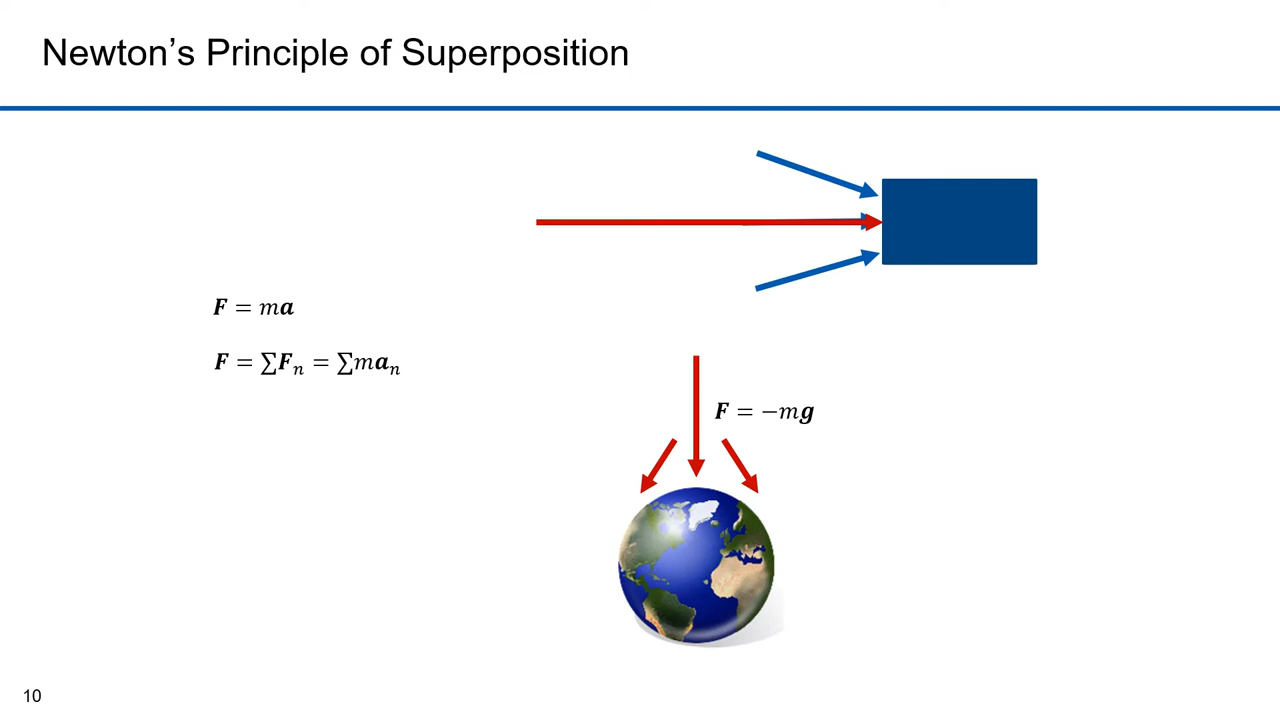 Newton’s Principle of Superposition
𝑭 = 𝑚𝒂
𝑭 = ∑𝑭ₙ = ∑𝑚𝒂ₙ
𝑭 = −𝑚𝒈
10